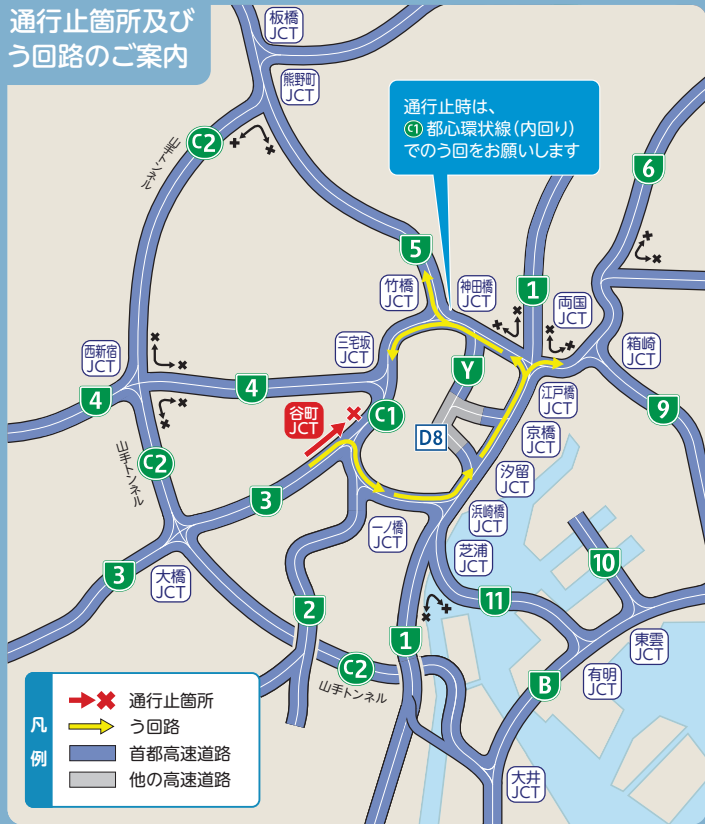 通行止箇所及び
う回路のご案内
板橋
JCT
熊野町
JCT
通行止時は、
C1 都心環状線(内回り)
でのう回をお願いします
C2
山手トンネル
6
5
竹橋
JCT
神田橋
JCT
1
両国
JCT
三宅坂
JCT
箱崎
JCT
西新宿
JCT
Y
4
4
江戸橋
JCT
9
谷町
JCT
C1
D8
京橋
JCT
C2
山手トンネル
汐留
JCT
3
浜崎橋
JCT
一ノ橋
JCT
芝浦
JCT
3
大橋
JCT
10
11
2
1
東雲
JCT
C2
山手トンネル
B
有明
JCT
大井
JCT
凡例
通行止箇所
う回路
首都高速道路
他の高速道路